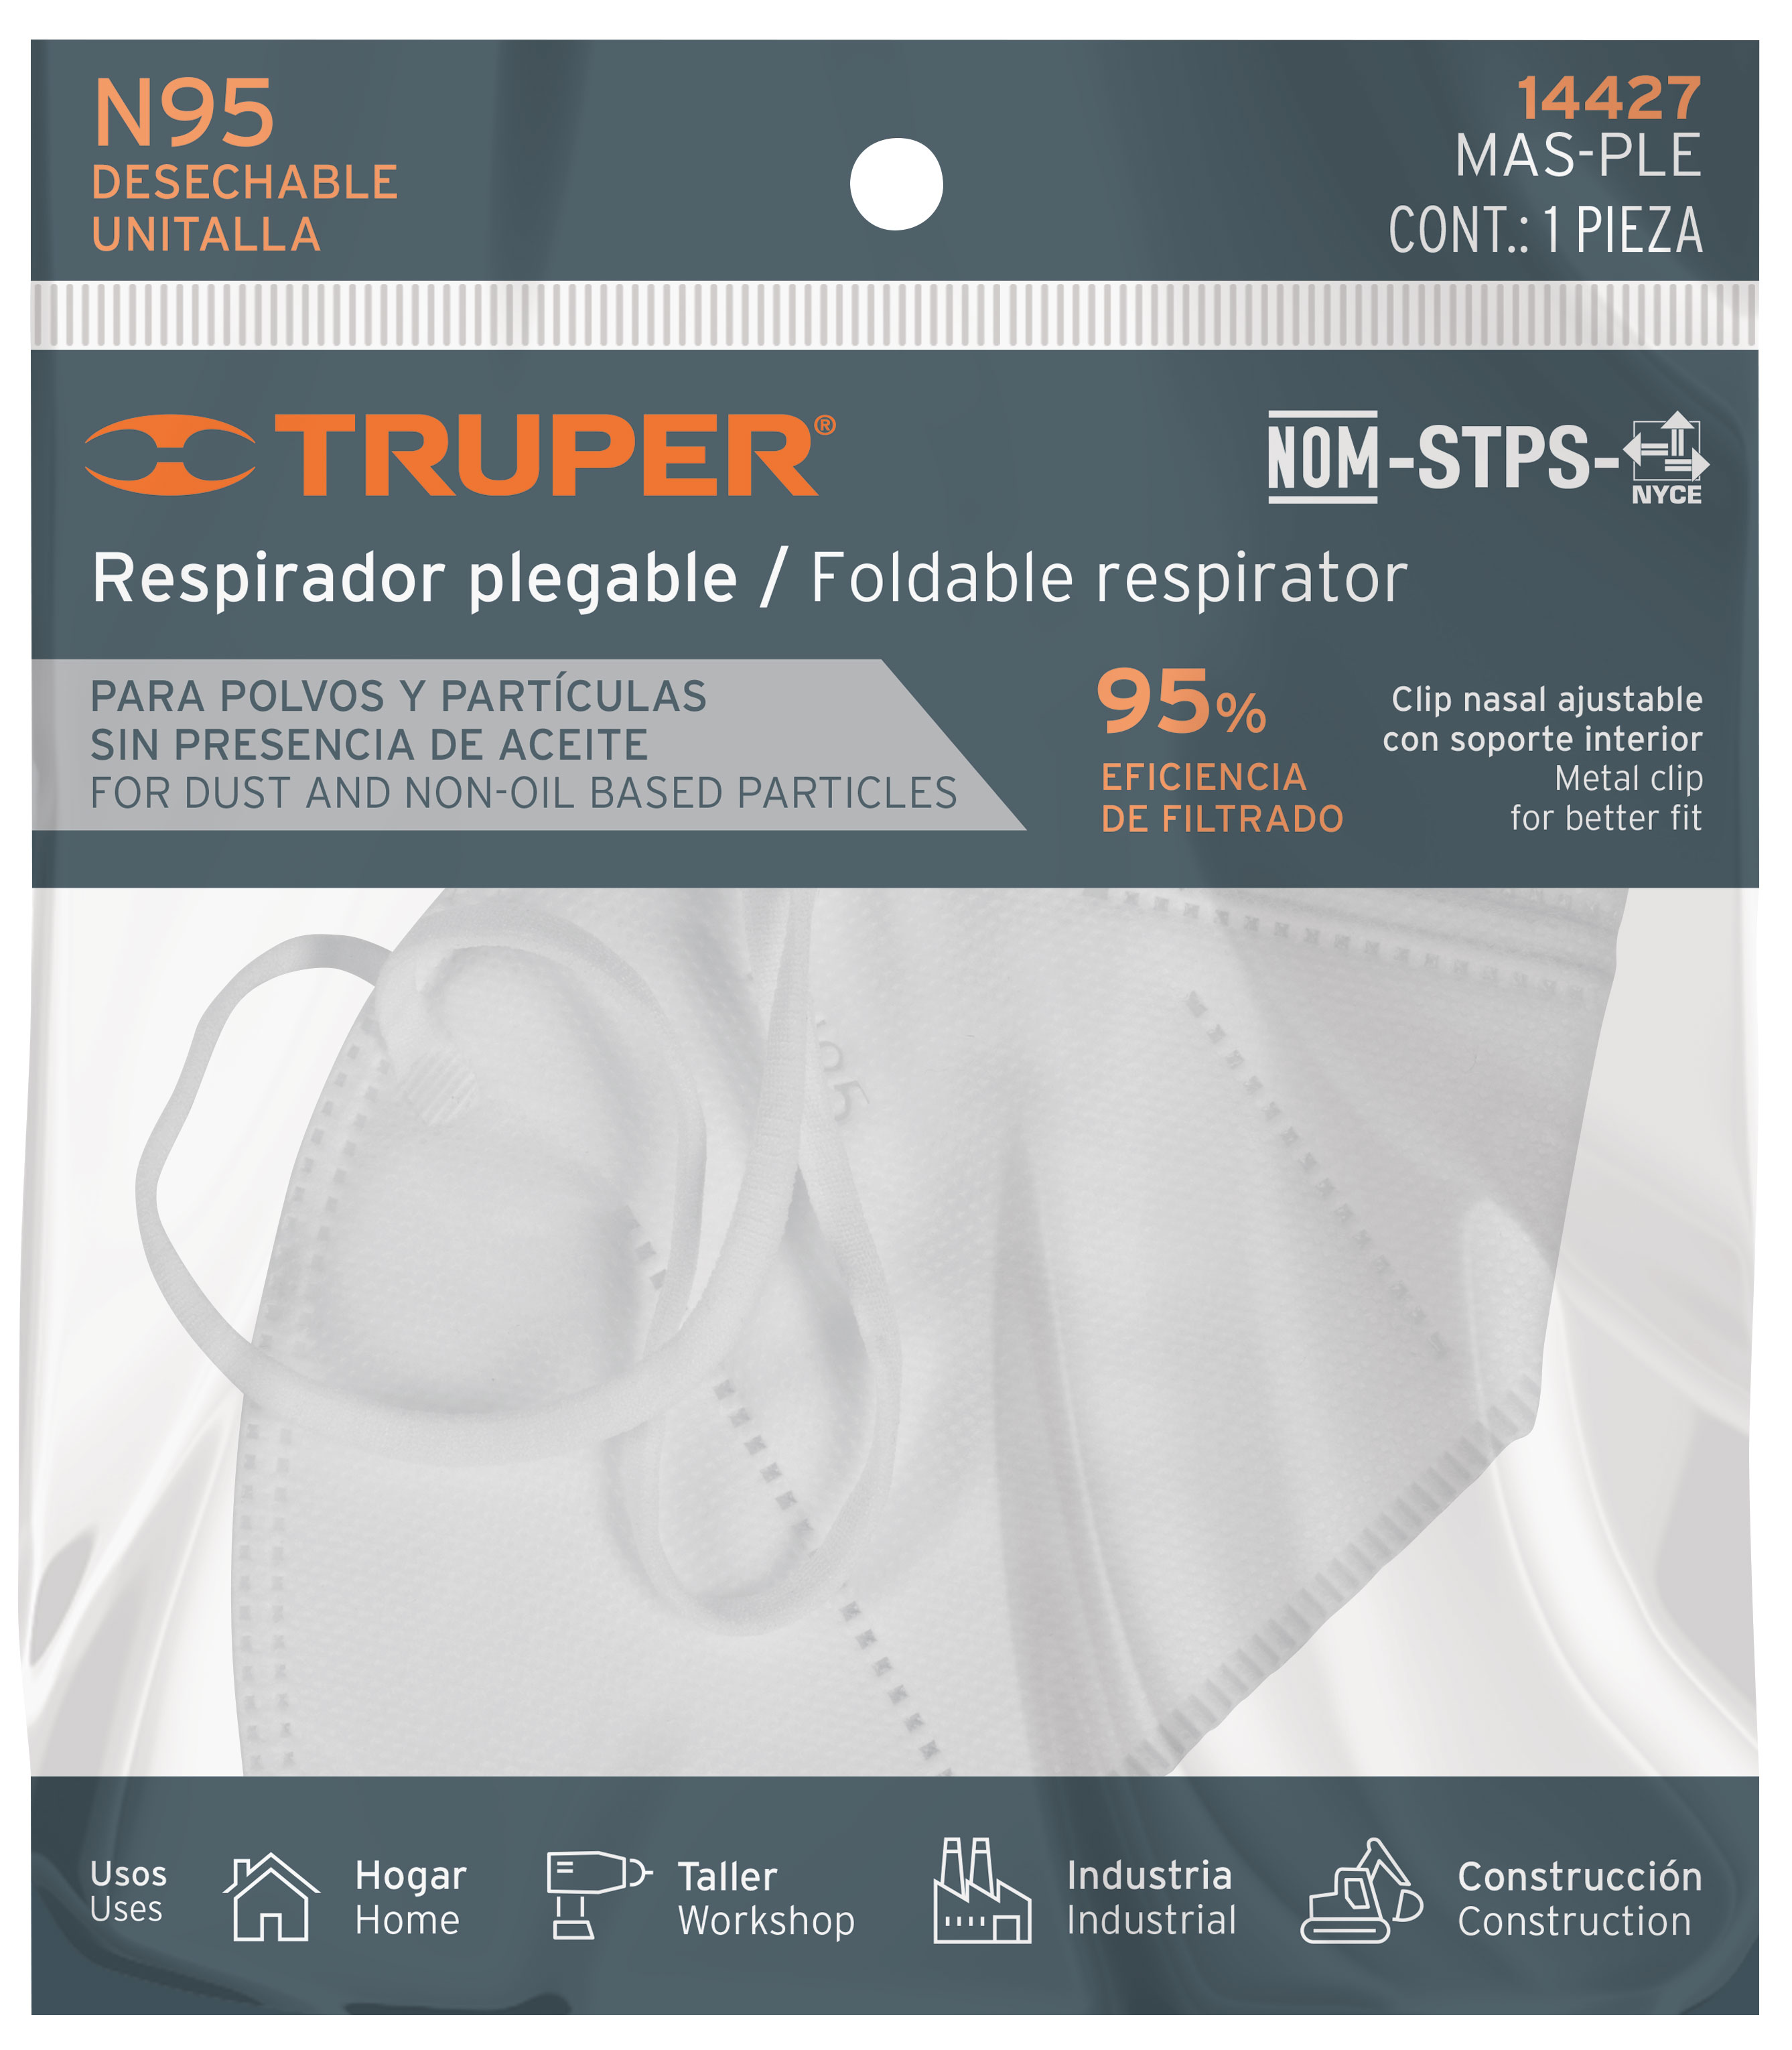 N95
DESECHABLE
UNITALLA
14427
MAS-PLE
CONT.: 1 PIEZA
TRUPER®
NOM-STPS-
NYCE
Respirador plegable / Foldable respirator
PARA POLVOS Y PARTÍCULAS
SIN PRESENCIA DE ACEITE
FOR DUST AND NON-OIL BASED PARTICLES
95%
EFICIENCIA
DE FILTRADO
Clip nasal ajustable
con soporte interior
Metal clip
for better fit
95
Usos
Uses
Hogar
Home
Taller
Workshop
Industria
Industrial
Construcción
Construction